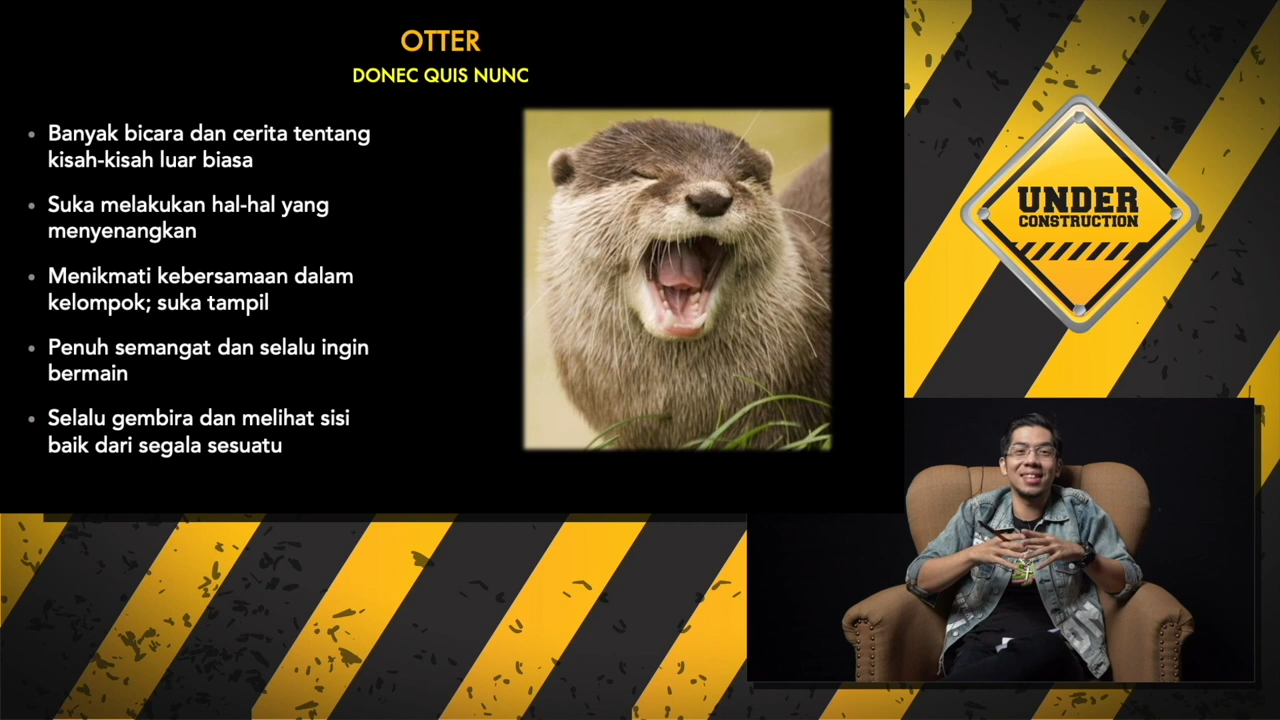 OTTER
DONEC QUIS NUNC
Banyak bicara dan cerita tentang
kisah-kisah luar biasa
Suka melakukan hal-hal yang
menyenangkan
Menikmati kebersamaan dalam
kelompok; suka tampil
Penuh semangat dan selalu ingin
bermain
Selalu gembira dan melihat sisi
baik dari segala sesuatu
UNDER
CONSTRUCTION